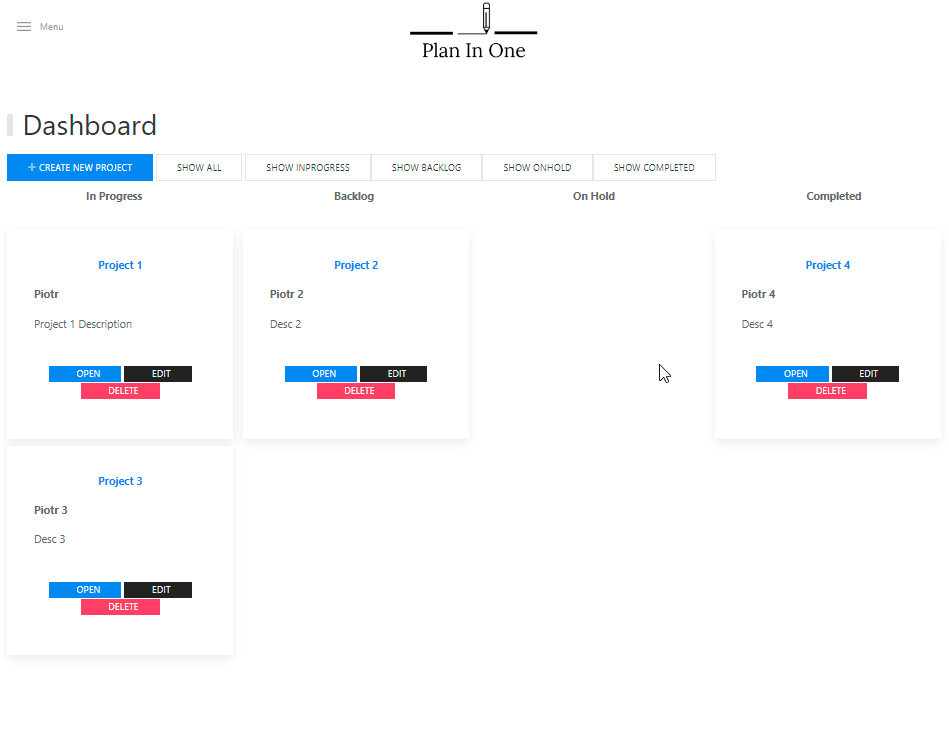 Menu
Plan In One
Dashboard
+ CREATE NEW PROJECT SHOW ALL SHOW INPROGRESS SHOW BACKLOG SHOW ONHOLD SHOW COMPLETED
In Progress Backlog On Hold Completed
Project 1 Project 2 Project 4
Piotr Piotr 2 Piotr 4
Project 1 Description Desc 2 Desc 4
OPEN EDIT OPEN EDIT OPEN EDIT
DELETE DELETE DELETE
Project 3
Piotr 3
Desc 3
OPEN EDIT
DELETE